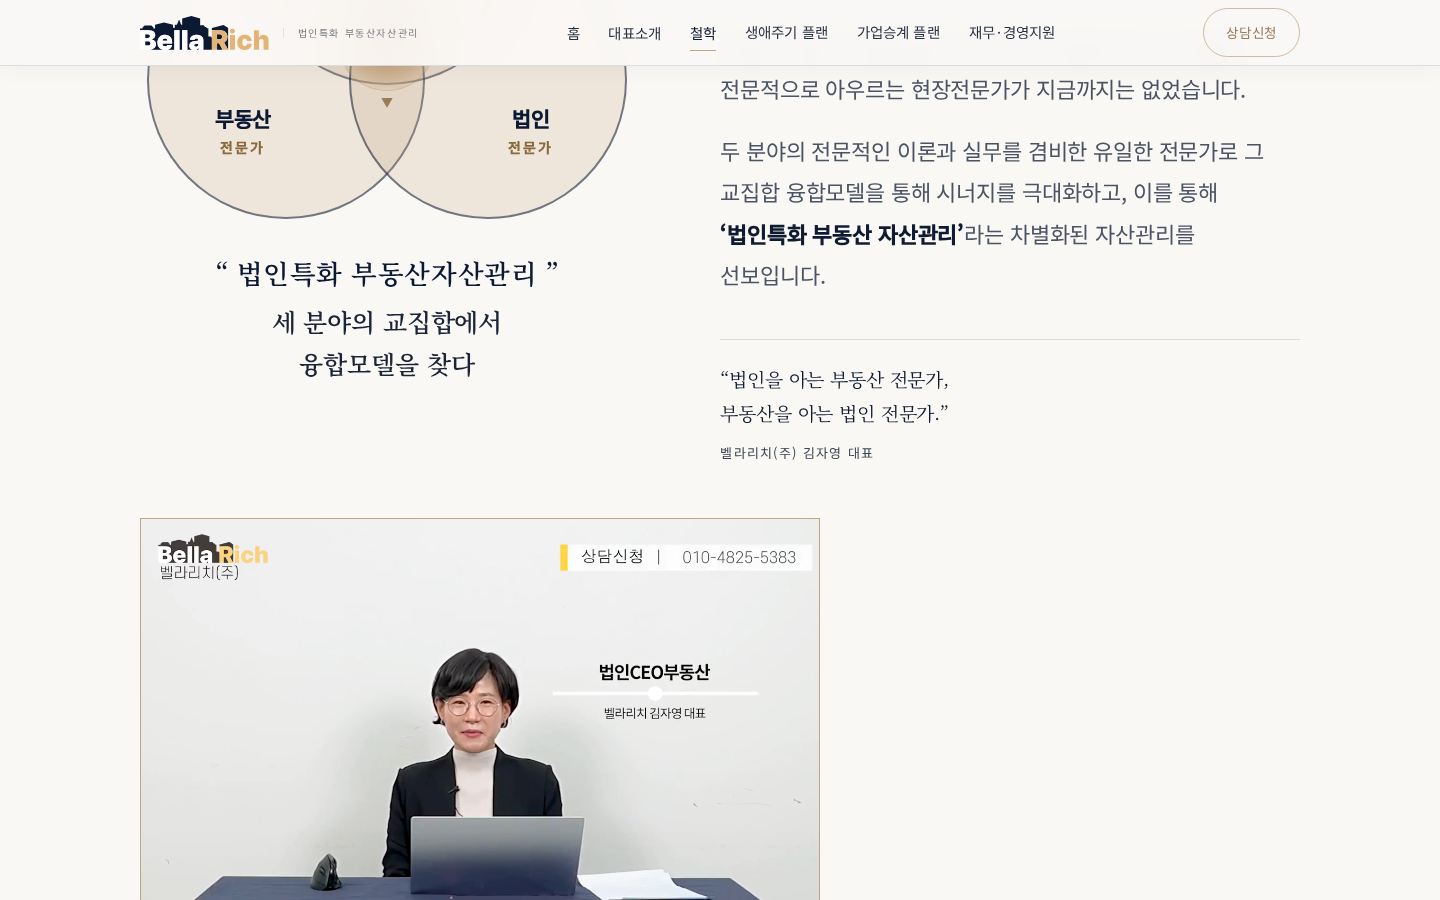 Bella Rich
법인특화 부동산자산관리
홈
대표소개
철학
생애주기 플랜
가업승계 플랜
재무·경영지원
상담신청
부동산
전문가
법인
전문가
“ 법인특화 부동산자산관리 ”
세 분야의 교집합에서
융합모델을 찾다
전문적으로 아우르는 현장전문가가 지금까지는 없었습니다.
두 분야의 전문적인 이론과 실무를 겸비한 유일한 전문가로 그
교집합 융합모델을 통해 시너지를 극대화하고, 이를 통해
‘법인특화 부동산 자산관리’라는 차별화된 자산관리를
선보입니다.
“법인을 아는 부동산 전문가,
부동산을 아는 법인 전문가.”
벨라리치(주) 김자영 대표
Bella Rich
벨라리치(주)
상담신청 | 010-4825-5383
법인CEO부동산
벨라리치 김자영 대표